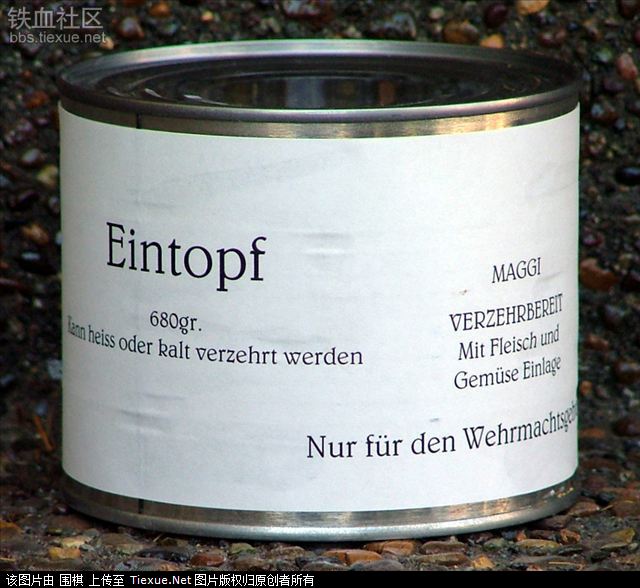 铁血社区
bbs.tiexue.net
Eintopf
680gr.
Kann heiss oder kalt verzehrt werden
MAGGI
VERZEHRBEREIT
Mit Fleisch und
Gemüse Einlage
Nur für den
该图片由 围棋 上传至 Tiexue.Net 图片版权归原创者所有